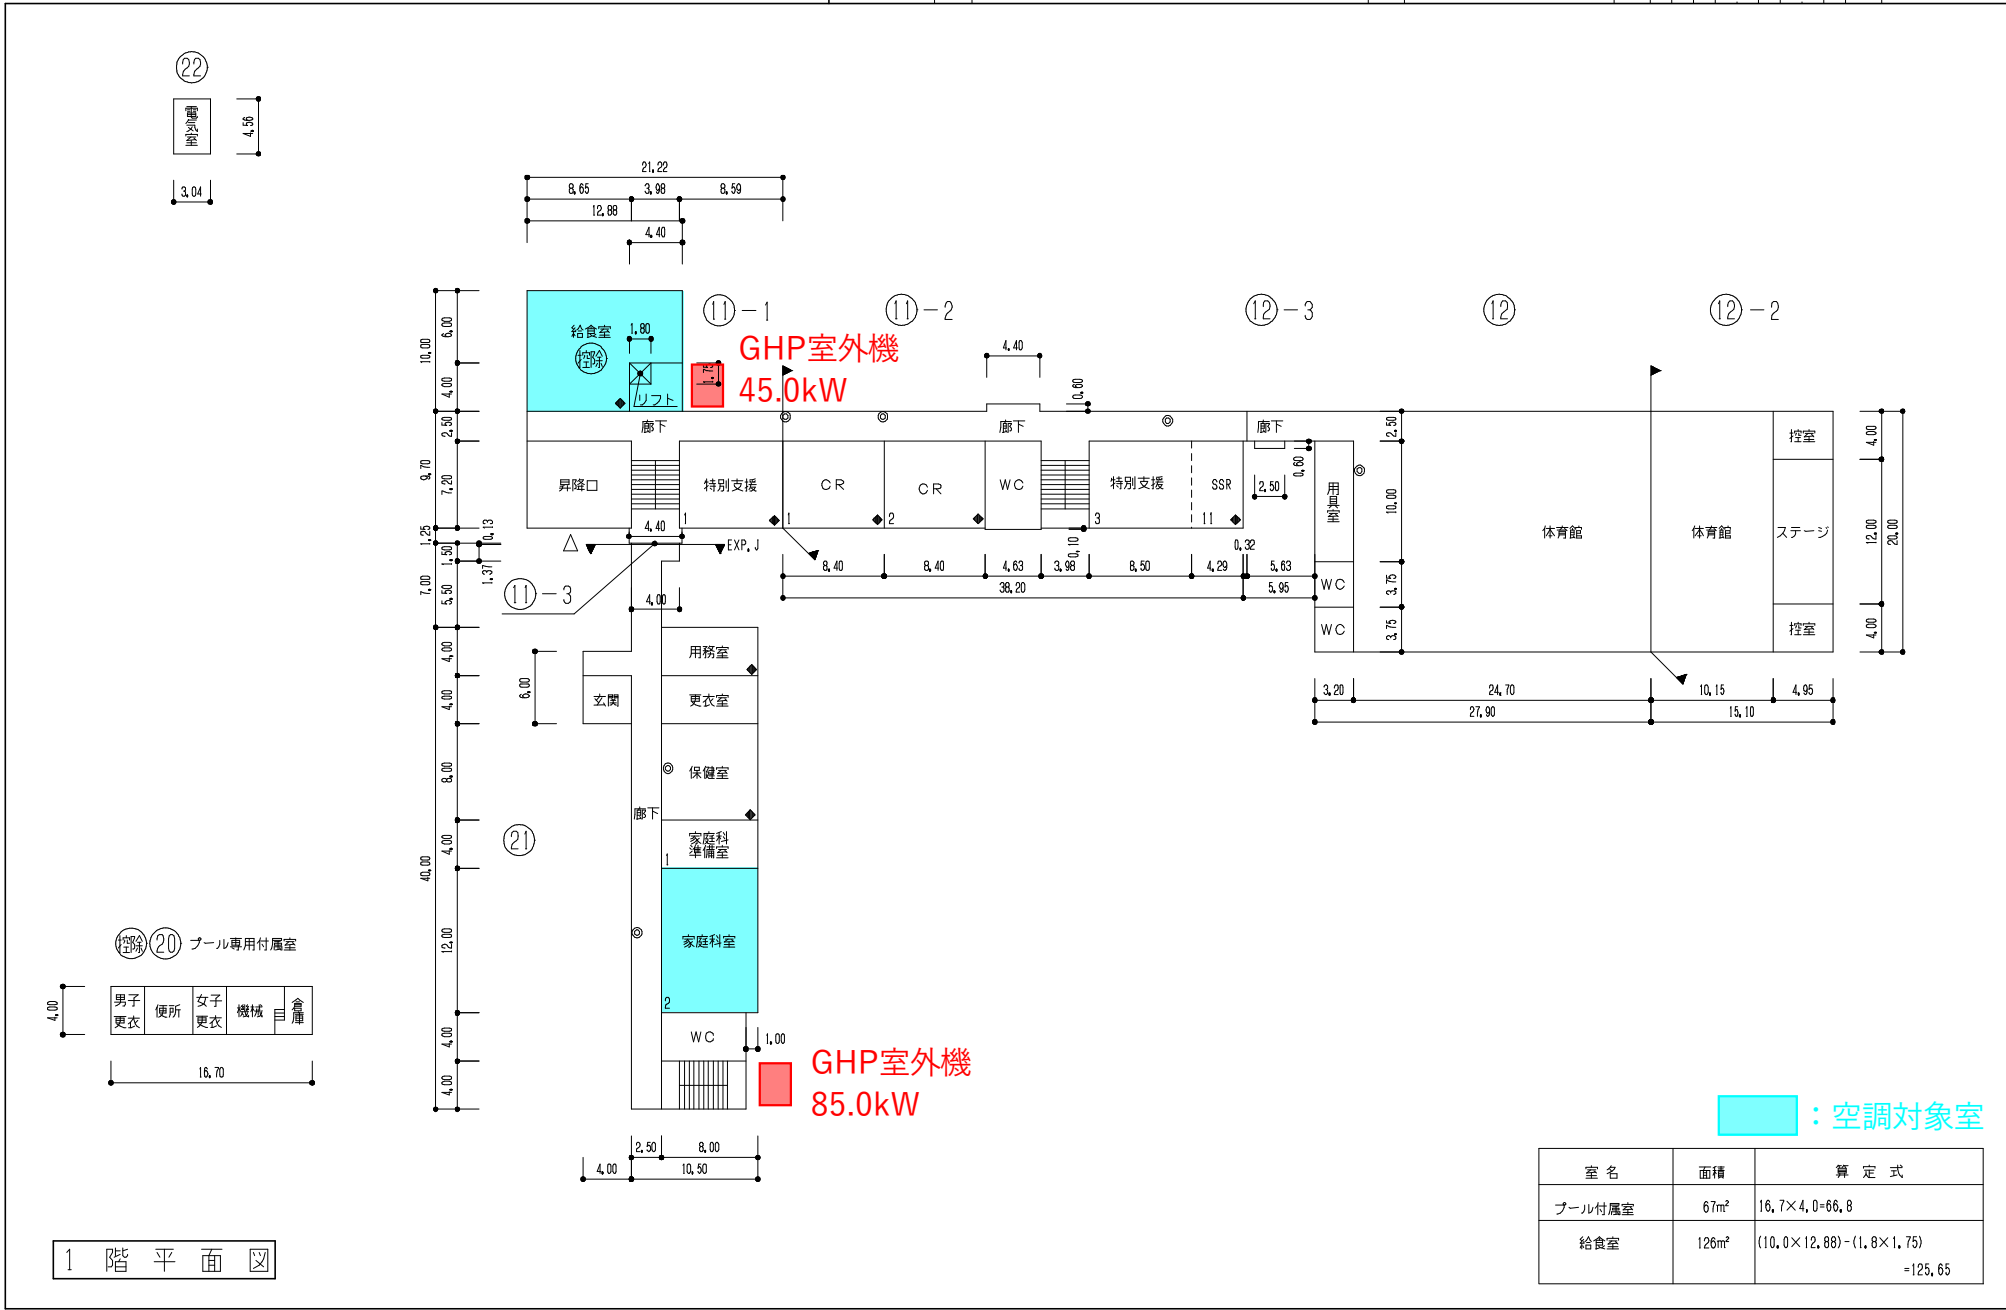 22
電気室
4.56
3.04
21.22
8.65
3.98
8.59
12.88
4.40
11-1
11-2
12-3
12
12-2
GHP室外機
45.0kW
給食室
控除
1.80
1.75
リフト
10.00
6.00
4.00
2.50
9.70
7.20
1.25
0.13
1.50
1.37
7.00
5.50
4.40
0.60
廊下
廊下
廊下
昇降口
特別支援
1
CR
1
CR
2
WC
特別支援
3
SSR
11
2.50
0.60
用具室
WC
WC
2.50
10.00
3.75
3.75
体育館
体育館
控室
ステージ
控室
4.00
12.00
4.00
20.00
4.40
EXP.J
0.10
0.32
8.40
8.40
4.63
3.98
8.50
4.29
5.63
38.20
5.95
11-3
4.00
3.20
24.70
10.15
4.95
27.90
15.10
用務室
更衣室
玄関
6.00
保健室
廊下
家庭科
準備室
1
家庭科室
2
WC
1.00
21
4.00
4.00
8.00
4.00
40.00
12.00
4.00
4.00
GHP室外機
85.0kW
2.50
8.00
4.00
10.50
控除
20
プール専用付属室
男子
更衣
便所
女子
更衣
機械
倉庫
4.00
16.70
：空調対象室
室名 面積 算定式
プール付属室 67m² 16.7×4.0=66.8
給食室 126m² (10.0×12.88)-(1.8×1.75)
=125.65
1階平面図